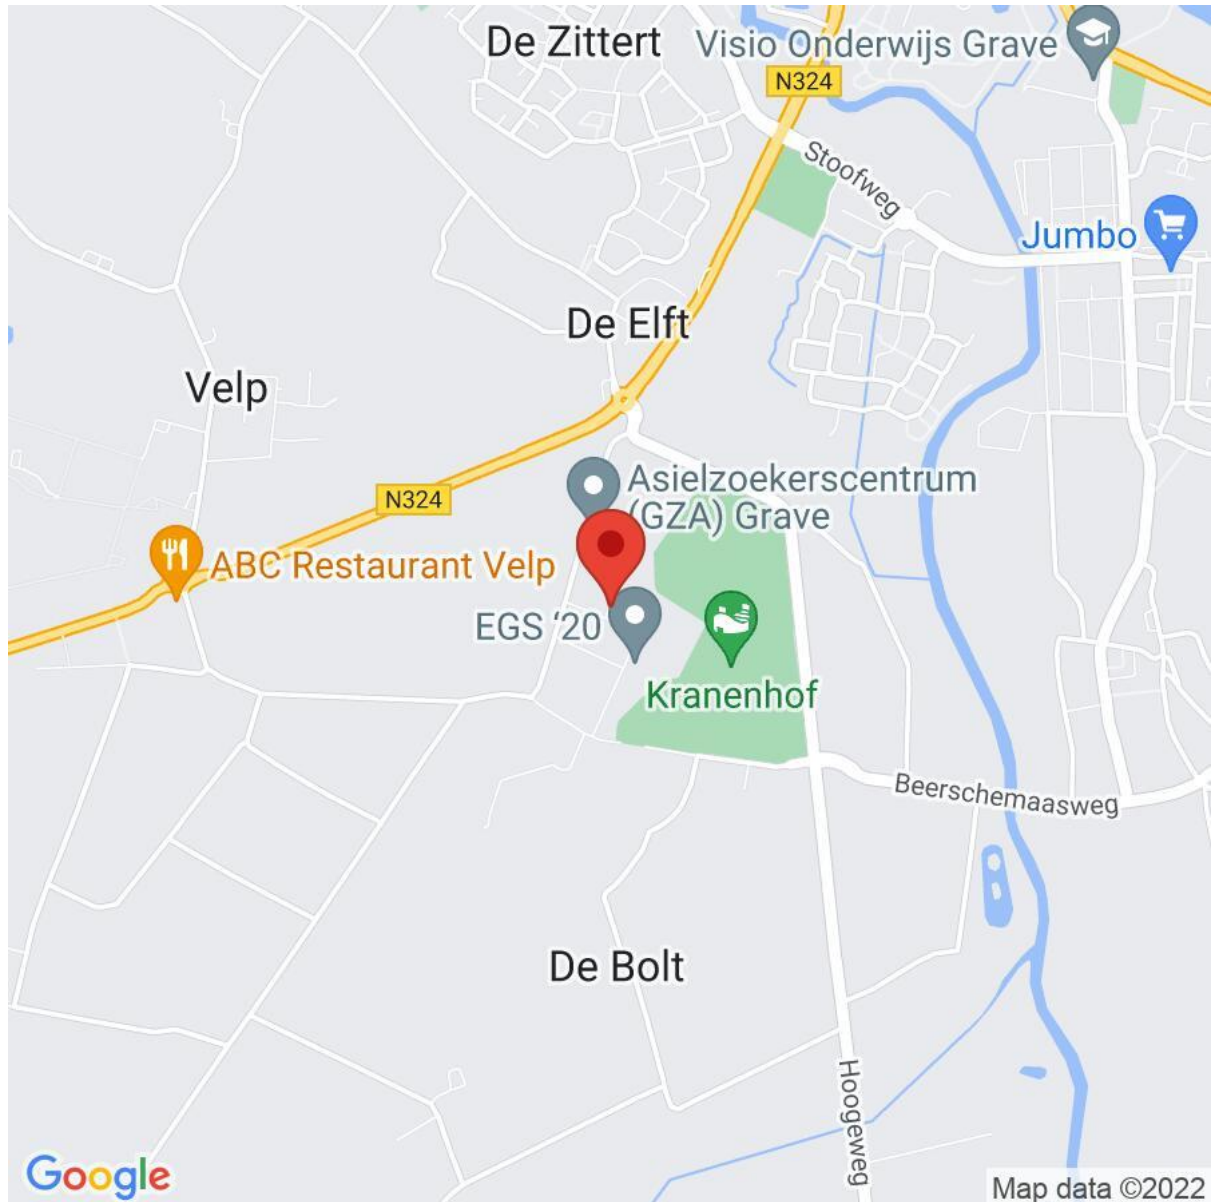 De Zittert
Visio Onderwijs Grave
N324
Stoofweg
Jumbo
De Elft
Velp
Asielzoekerscentrum
(GZA) Grave
N324
ABC Restaurant Velp
EGS ‘20
Kranenhof
Beerschemaasweg
De Bolt
Hoogeweg
Google
Map data ©2022